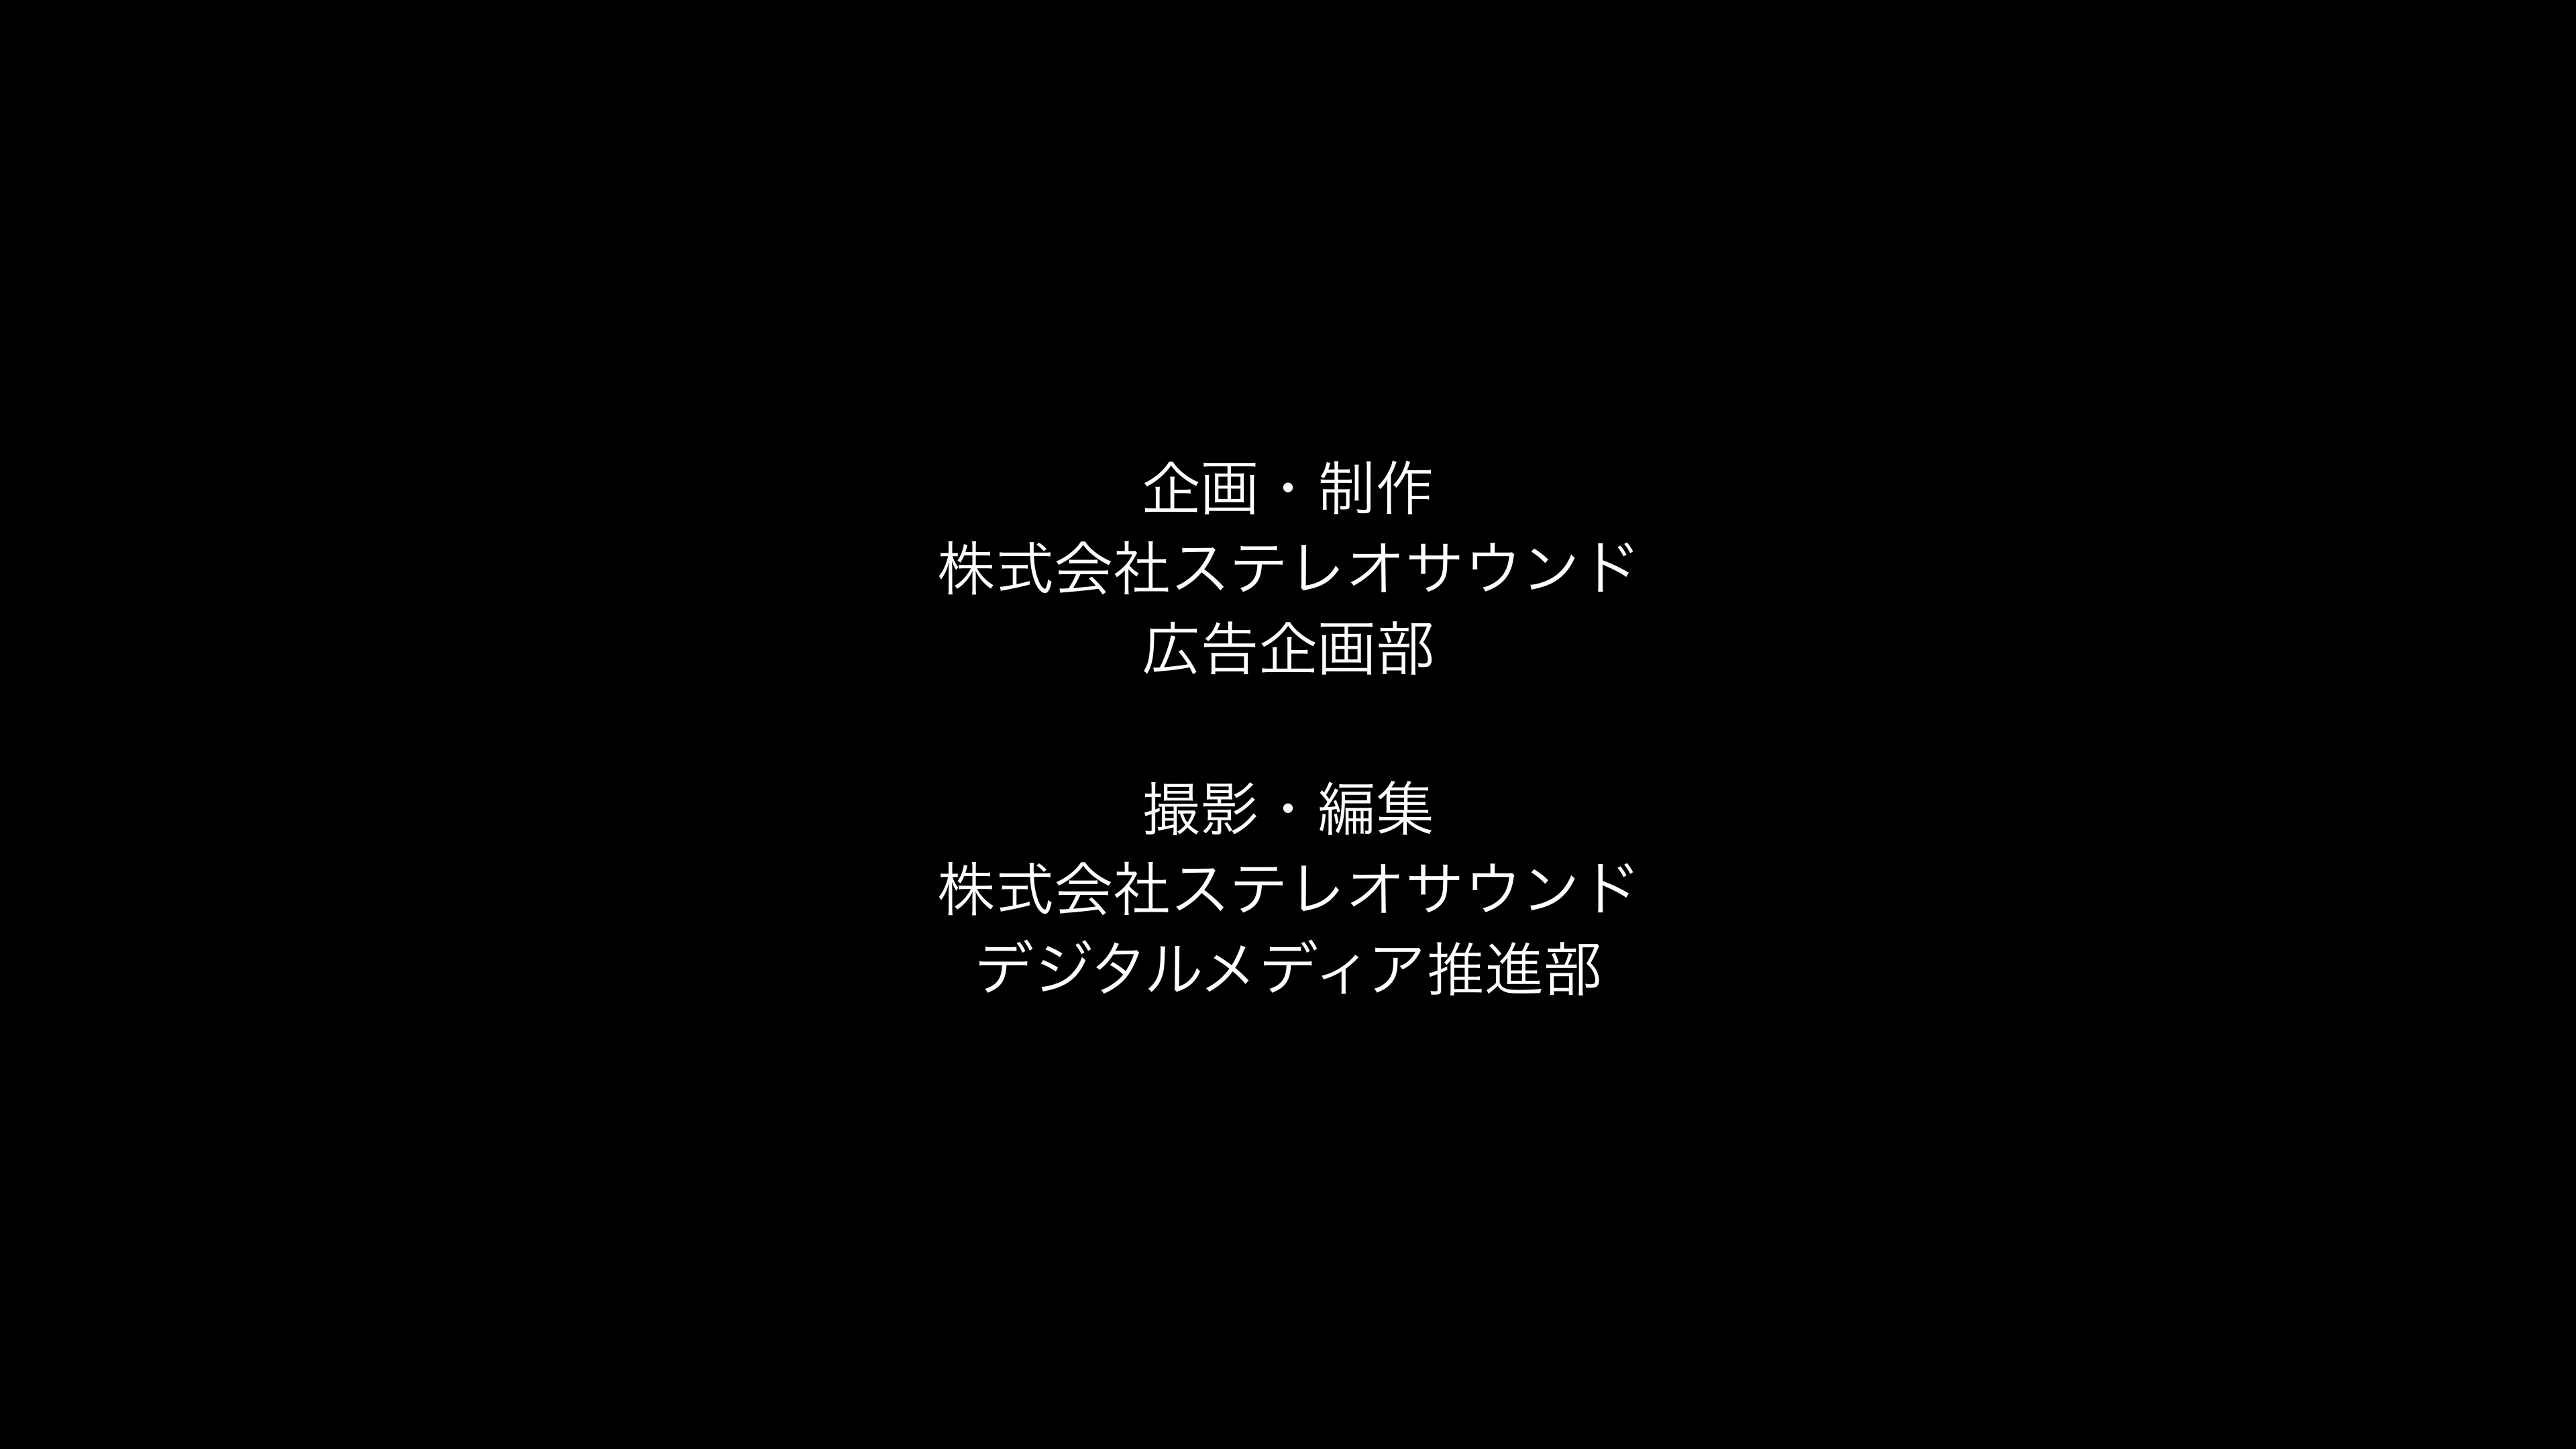 企画・制作
株式会社ステレオサウンド
広告企画部
撮影・編集
株式会社ステレオサウンド
デジタルメディア推進部